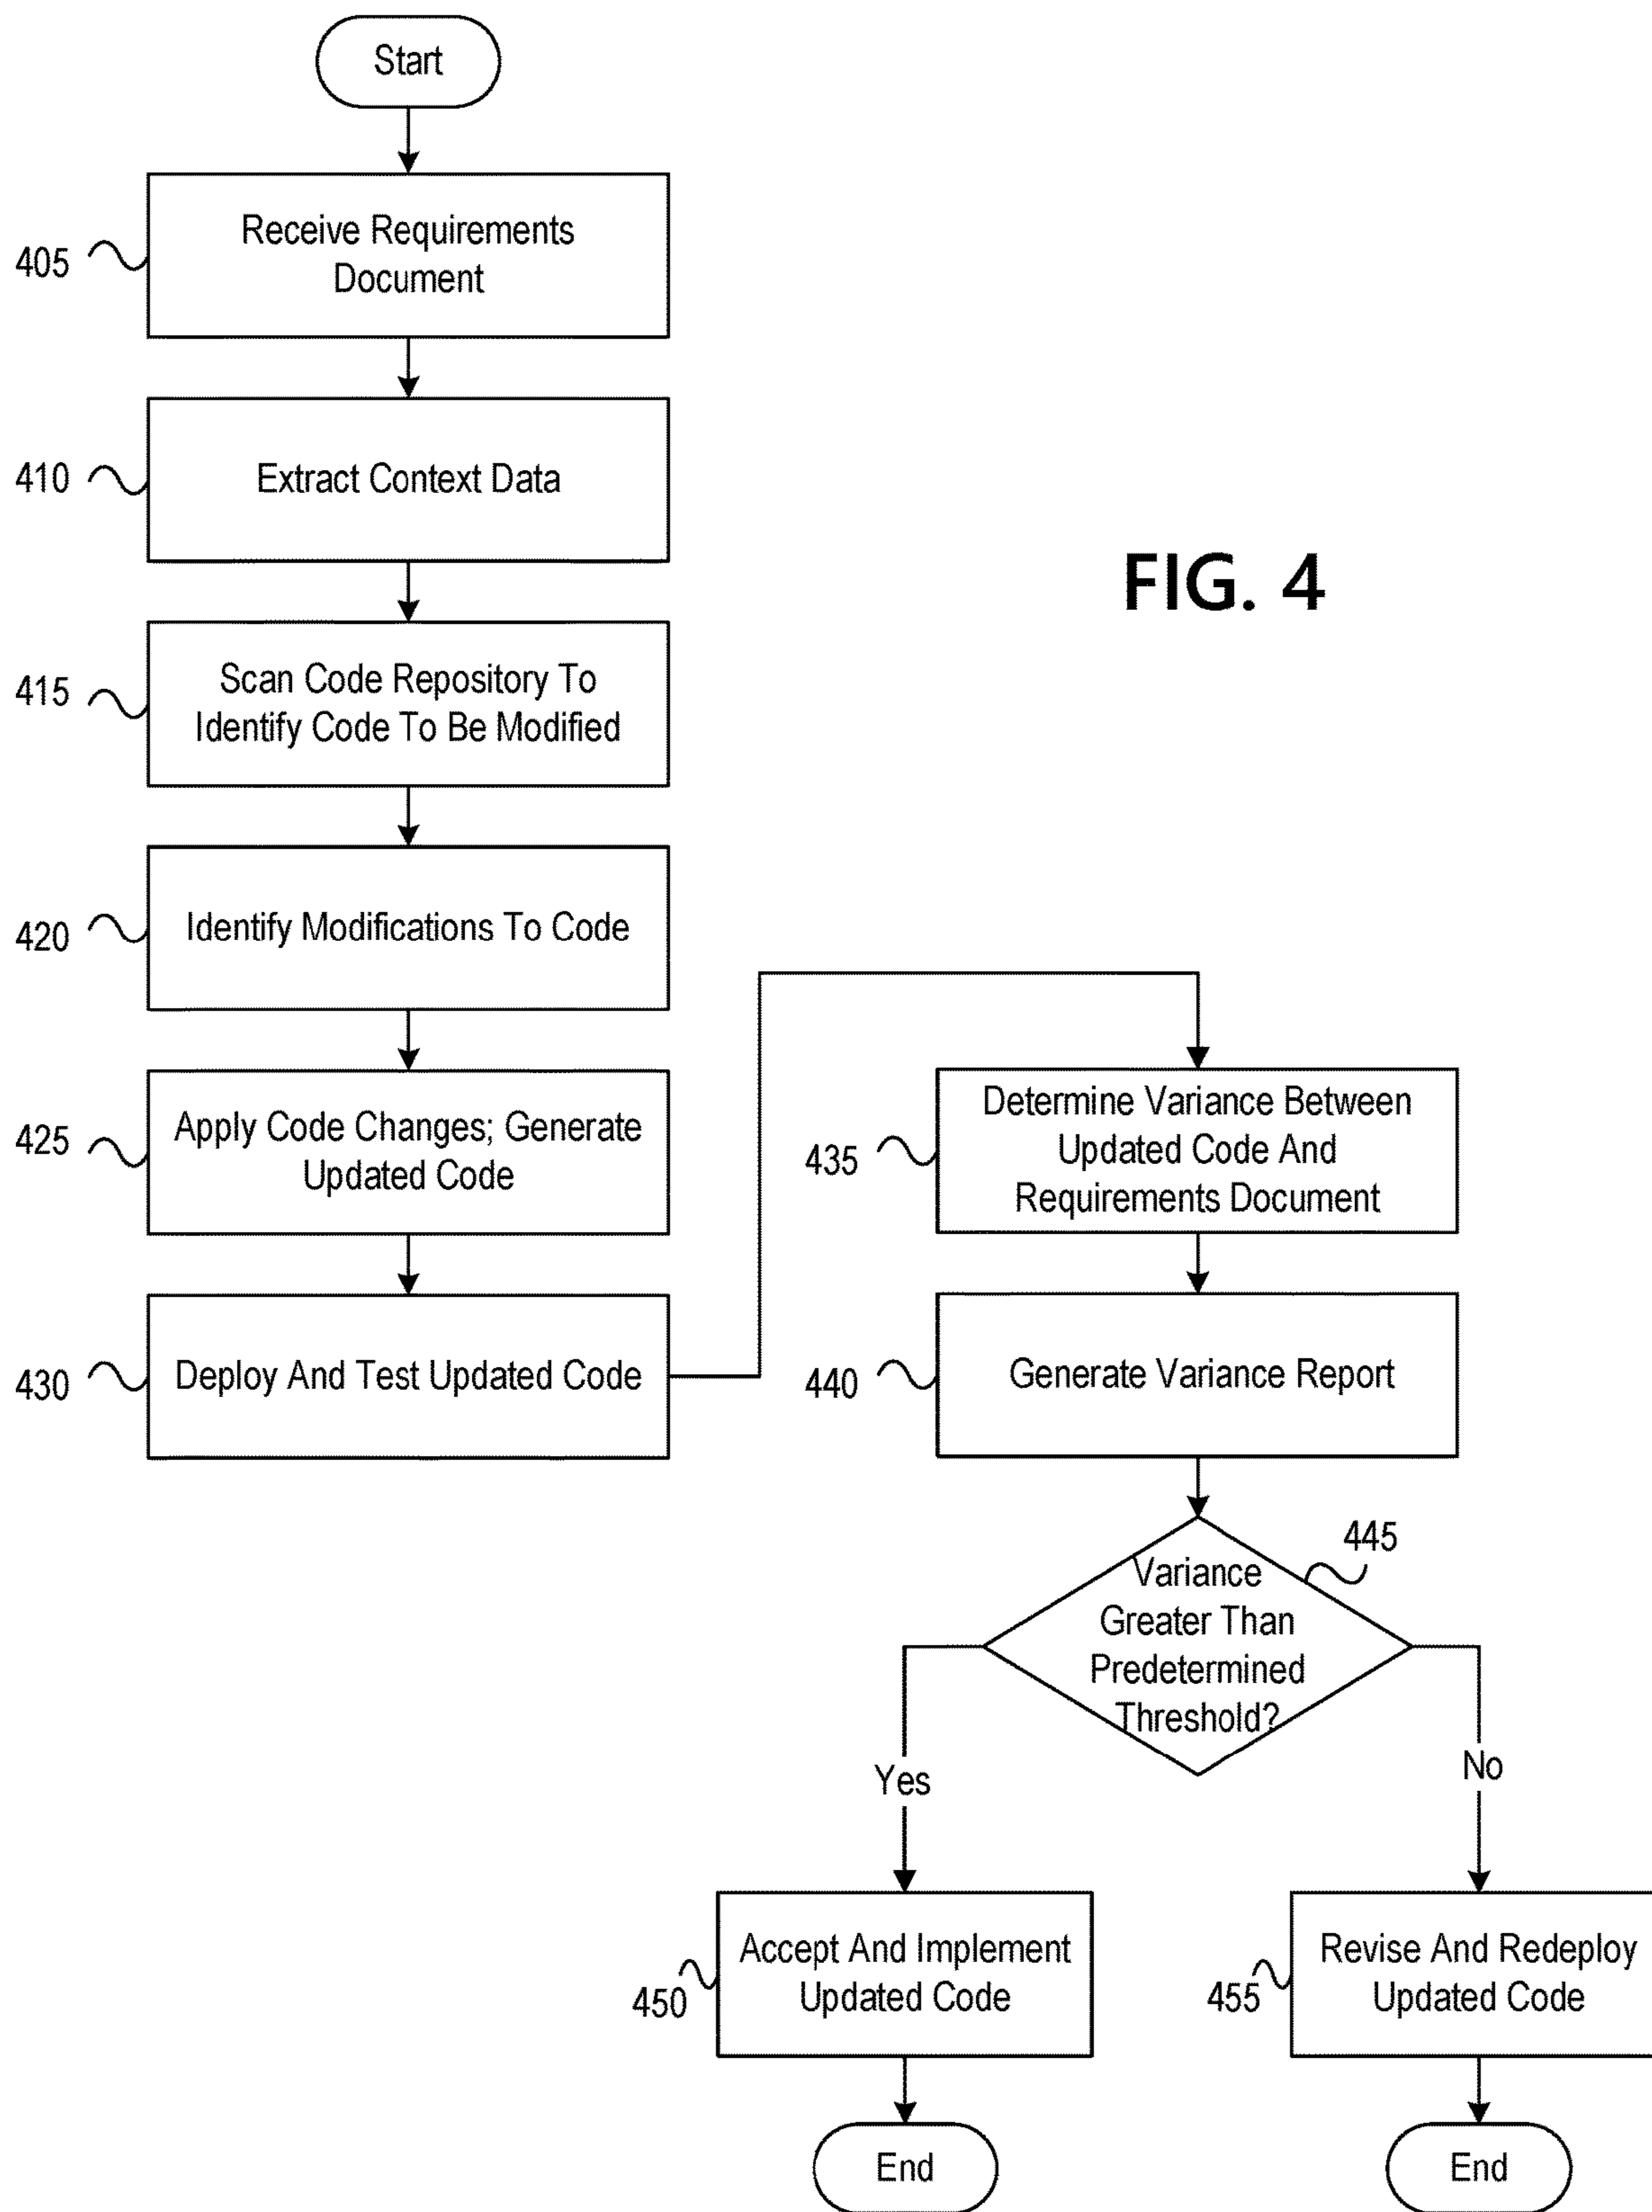 Start
405
Receive Requirements
Document
410
Extract Context Data
FIG. 4
415
Scan Code Repository To
Identify Code To Be Modified
420
Identify Modifications To Code
425
Apply Code Changes; Generate
Updated Code
430
Deploy And Test Updated Code
435
Determine Variance Between
Updated Code And
Requirements Document
440
Generate Variance Report
445
Variance
Greater Than
Predetermined
Threshold?
Yes
No
450
Accept And Implement
Updated Code
455
Revise And Redeploy
Updated Code
End
End